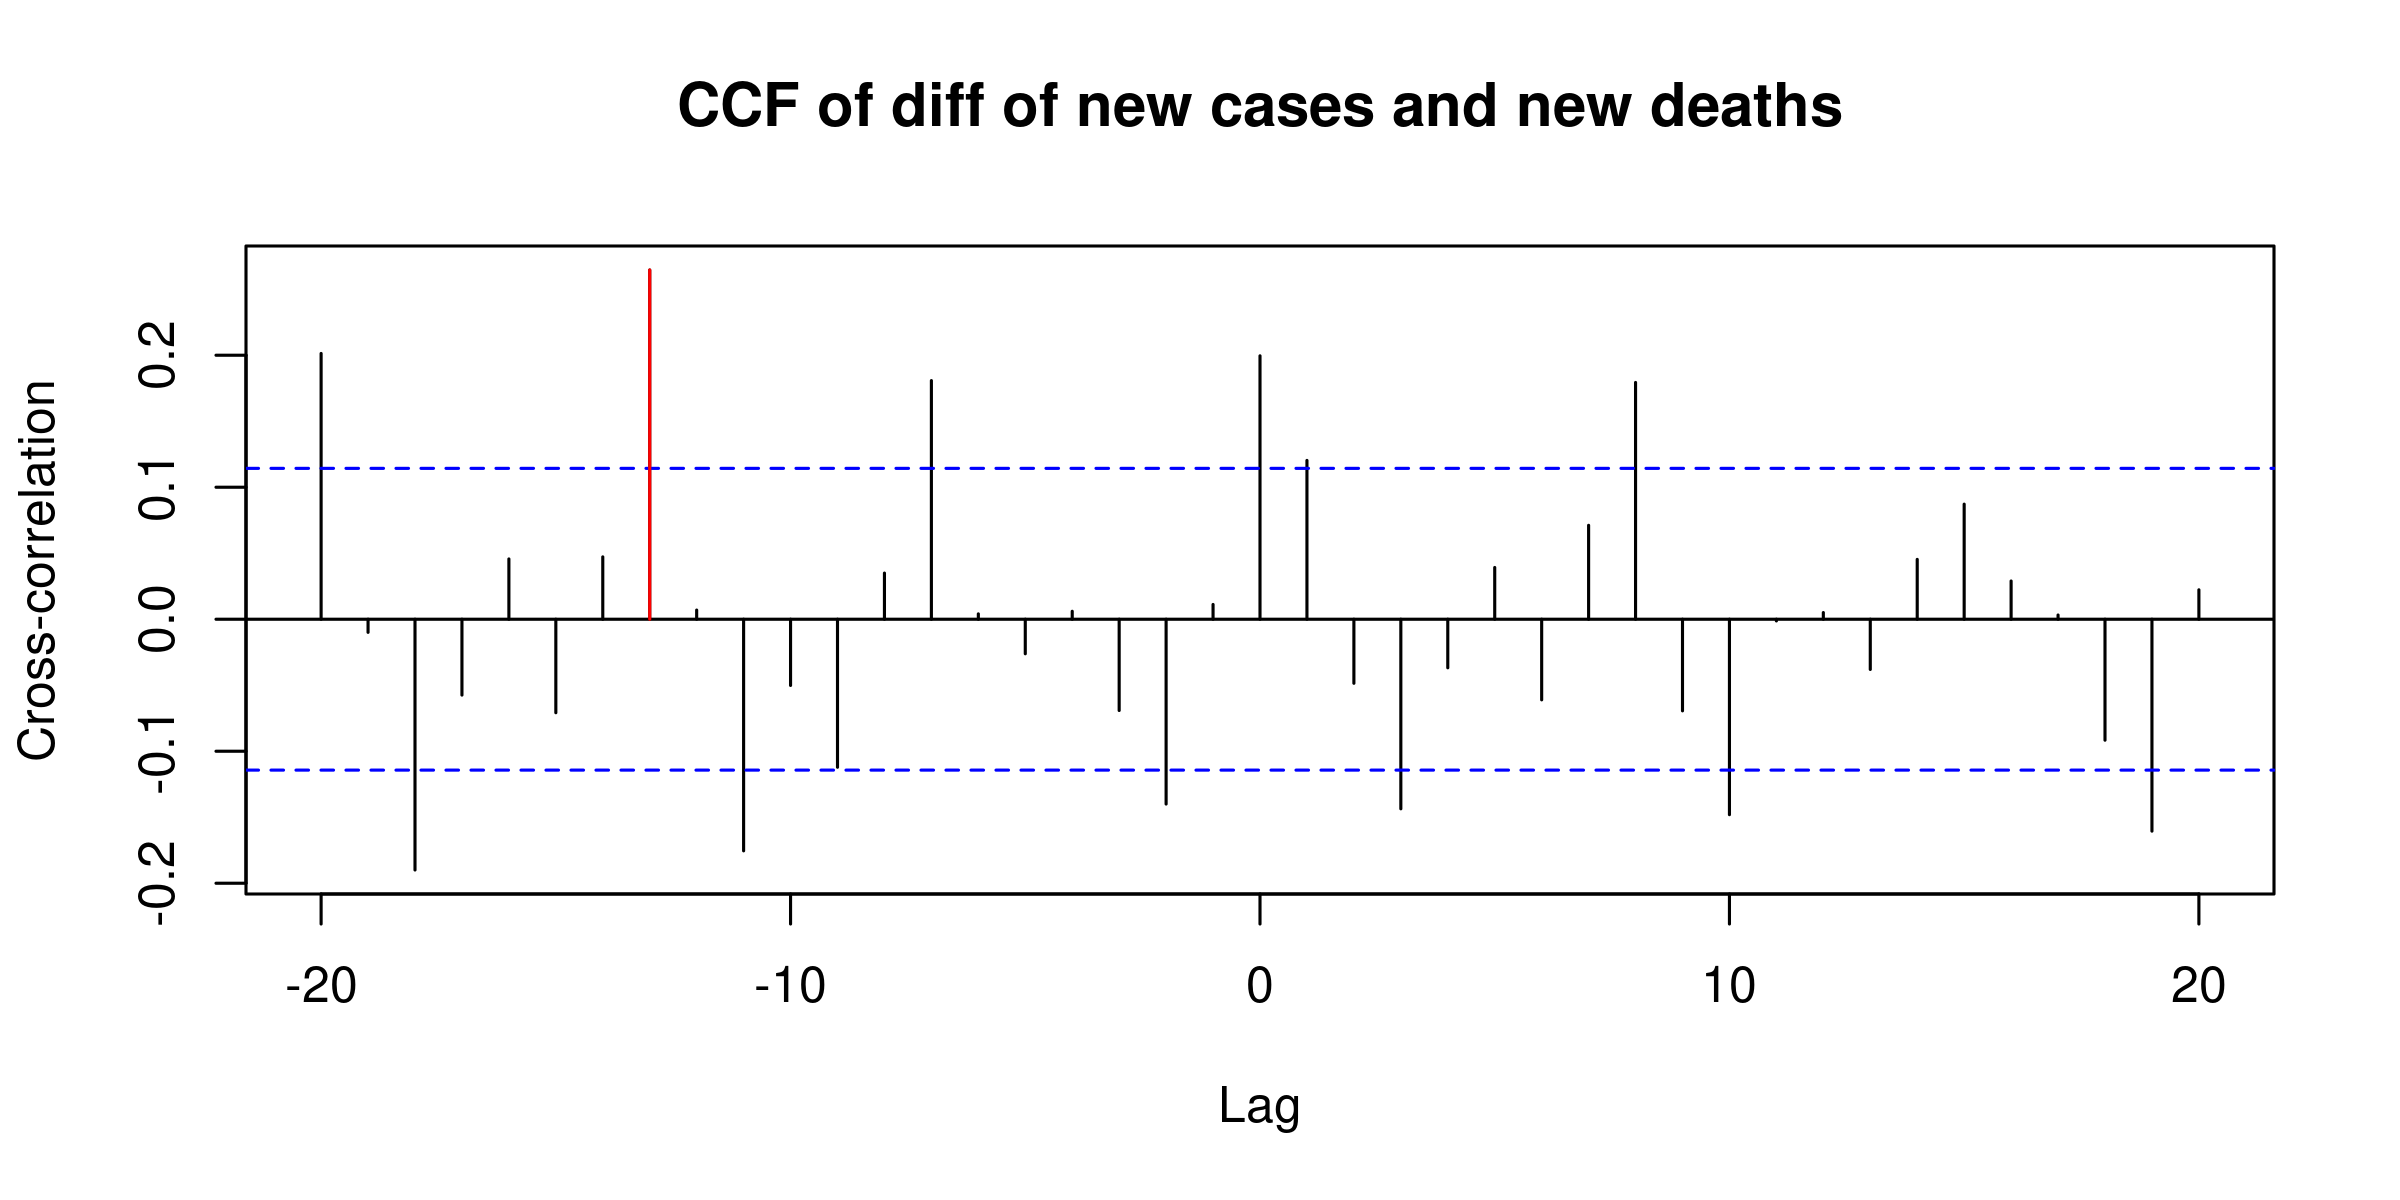 CCF of diff of new cases and new deaths
Cross-correlation
0.2
0.1
0.0
-0.1
-0.2
-20 -10 0 10 20
Lag